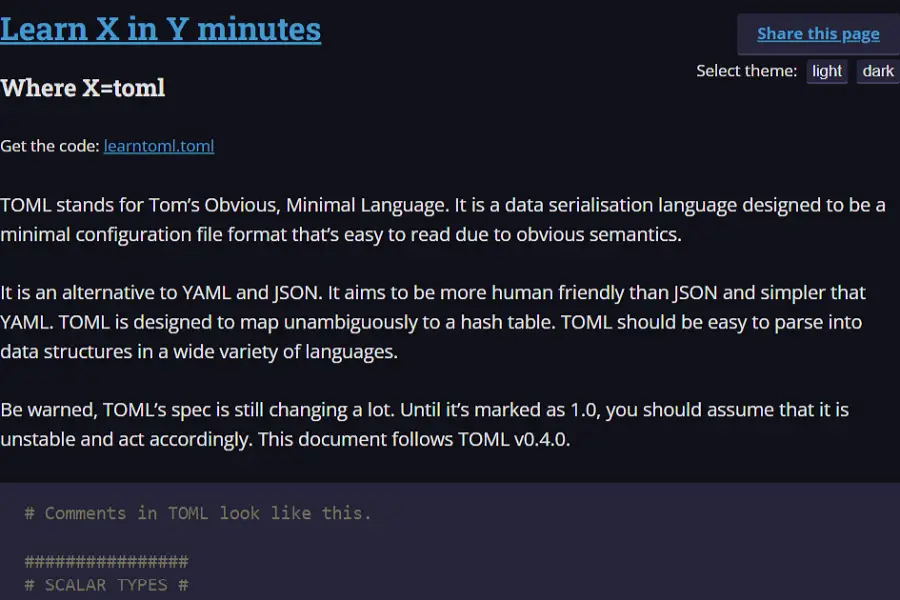 Learn X in Y minutes
Share this page
Select theme: light dark
Where X=toml
Get the code: learntoml.toml
TOML stands for Tom’s Obvious, Minimal Language. It is a data serialisation language designed to be a
minimal configuration file format that’s easy to read due to obvious semantics.
It is an alternative to YAML and JSON. It aims to be more human friendly than JSON and simpler that
YAML. TOML is designed to map unambiguously to a hash table. TOML should be easy to parse into
data structures in a wide variety of languages.
Be warned, TOML’s spec is still changing a lot. Until it’s marked as 1.0, you should assume that it is
unstable and act accordingly. This document follows TOML v0.4.0.
# Comments in TOML look like this.
################
# SCALAR TYPES #